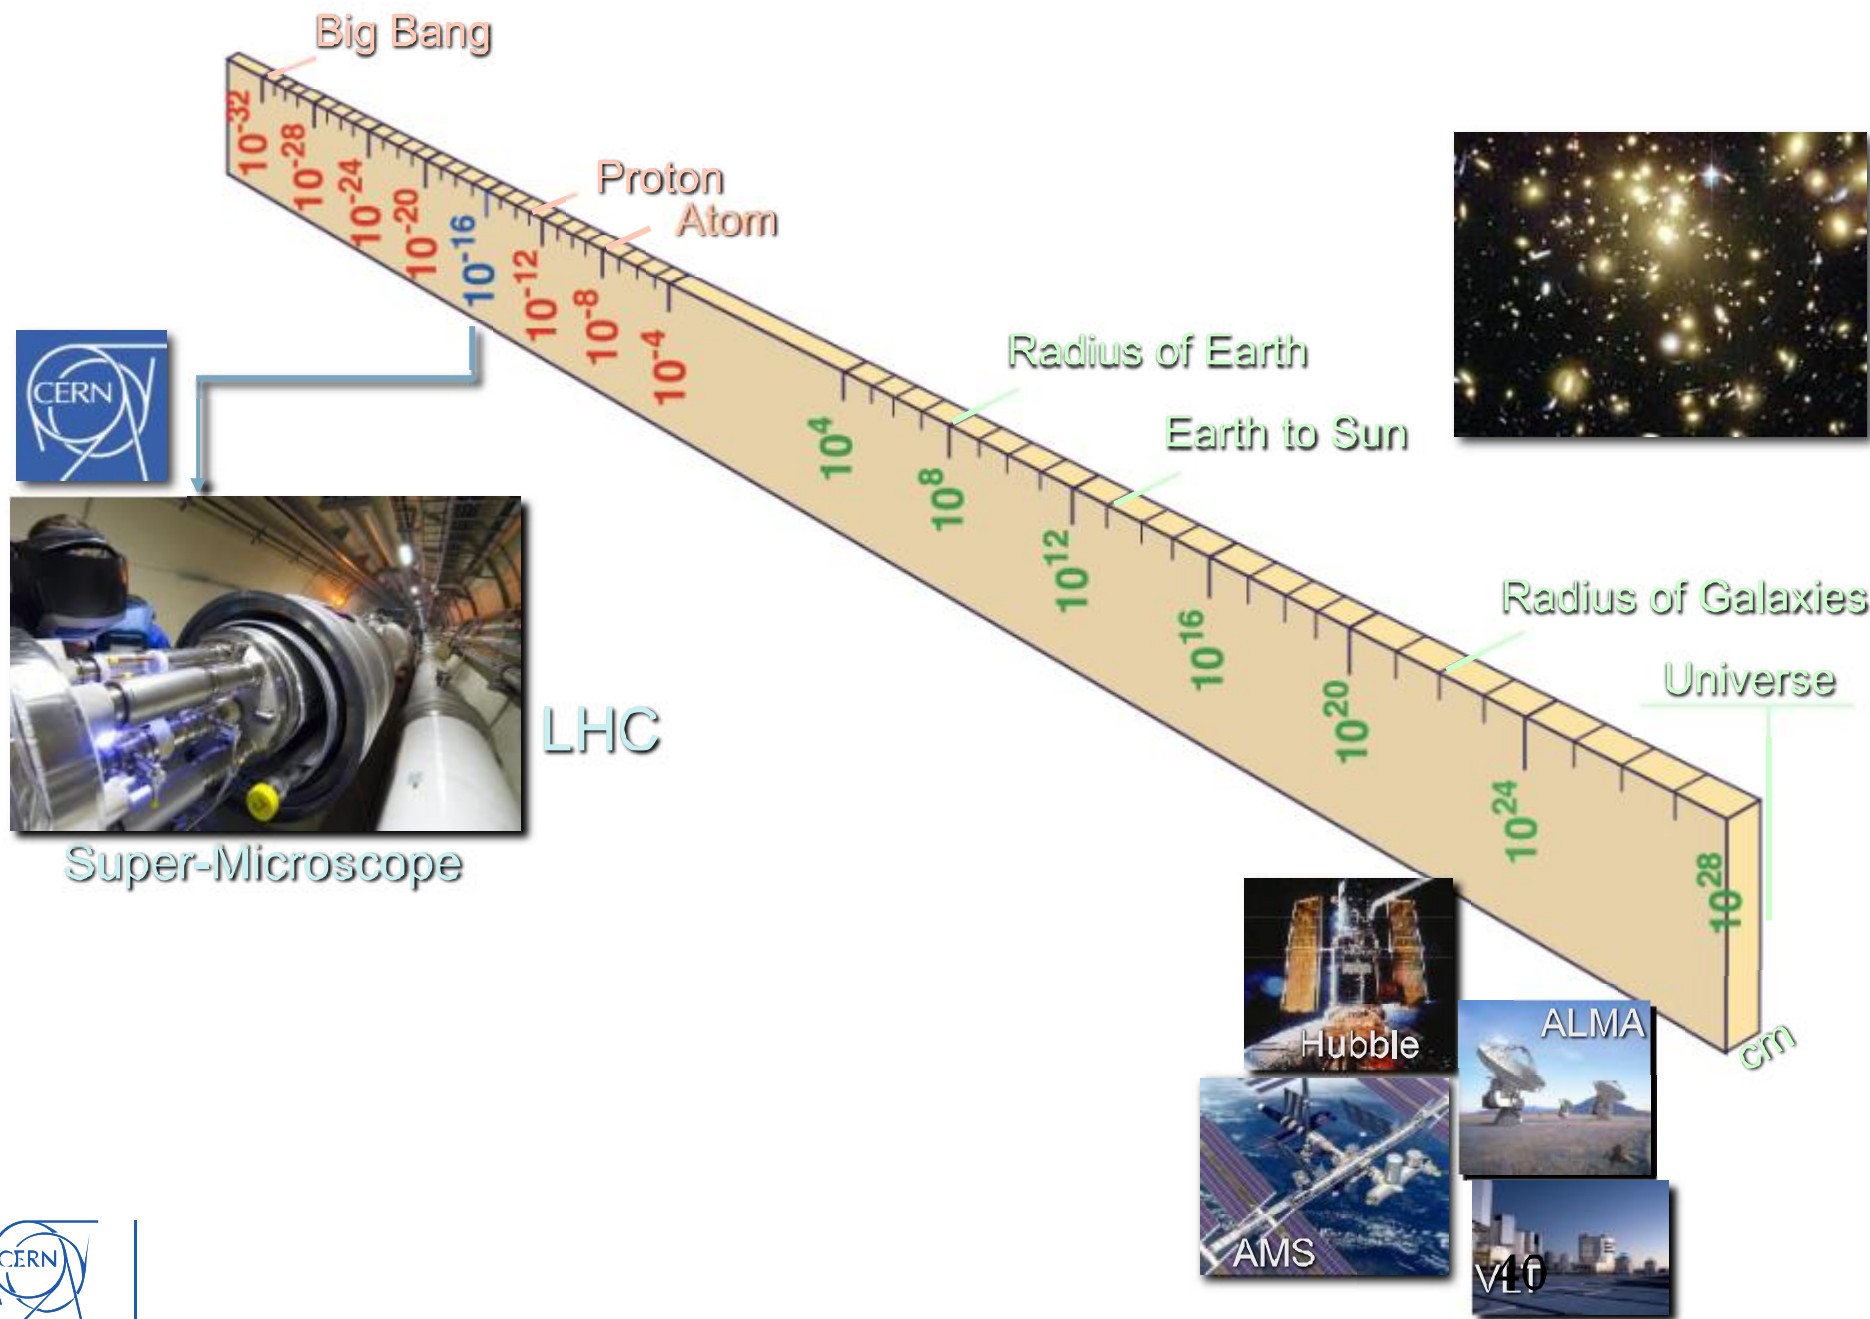 Big Bang
Proton
Atom
10^-32
10^-28
10^-24
10^-20
10^-16
10^-12
10^-8
10^-4
10^4
10^8
10^12
10^16
10^20
10^24
10^28
cm
Radius of Earth
Earth to Sun
Radius of Galaxies
Universe
CERN
LHC
Super-Microscope
Hubble
ALMA
AMS
VLT
40
CERN